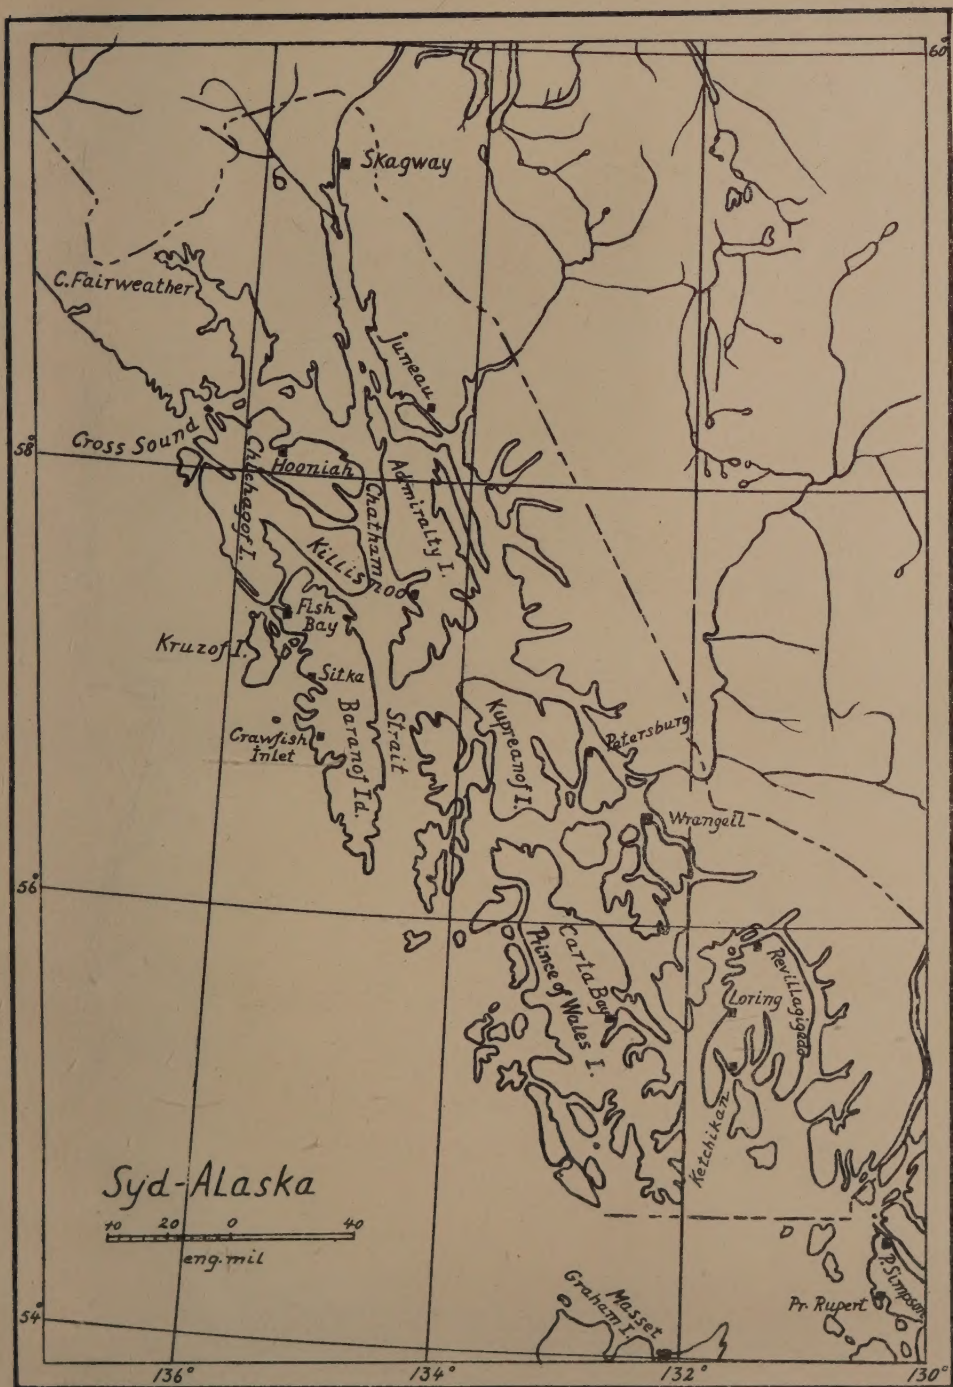 60°
Skagway
C. Fairweather
Juneau
58°
Cross Sound
Hooniah
Chichagof I.
Chatham
Admiralty I.
Killisnoo
Fish
Bay
Kruzof I.
Sitka
Crawfish
Inlet
Baranof Id.
Strait
Kupreanof I.
Petersburg
Wrangell
56°
Prince of Wales I.
Carta Bay
Revillagigedo
Loring
Ketchikan
Syd-Alaska
40 20 0 40
eng.mil
P. Simpson
Pr. Rupert
Masset
Graham I.
54°
136° 134° 132° 130°